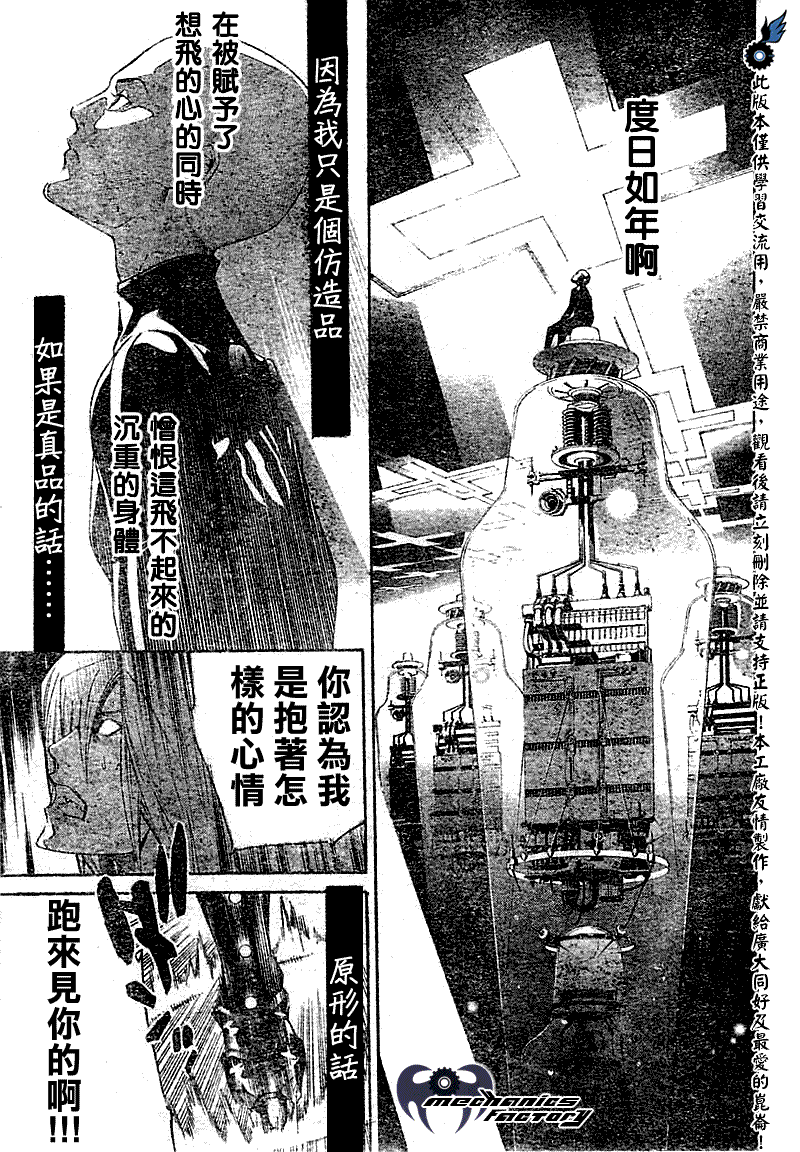 此版本僅供學習交流用，嚴禁商業用途，觀看後請立刻刪除並請支持正版！本工廠友情製作，獻給廣大同好及最愛的崑崙！
度日如年啊
因為我只是個仿造品
在被賦予了
想飛的心的同時
憎恨這飛不起來的
沉重的身體
如果是真品的話……
你認為我
是抱著怎
樣的心情
原形的話
跑來見你的啊!!!
mechanics
factory